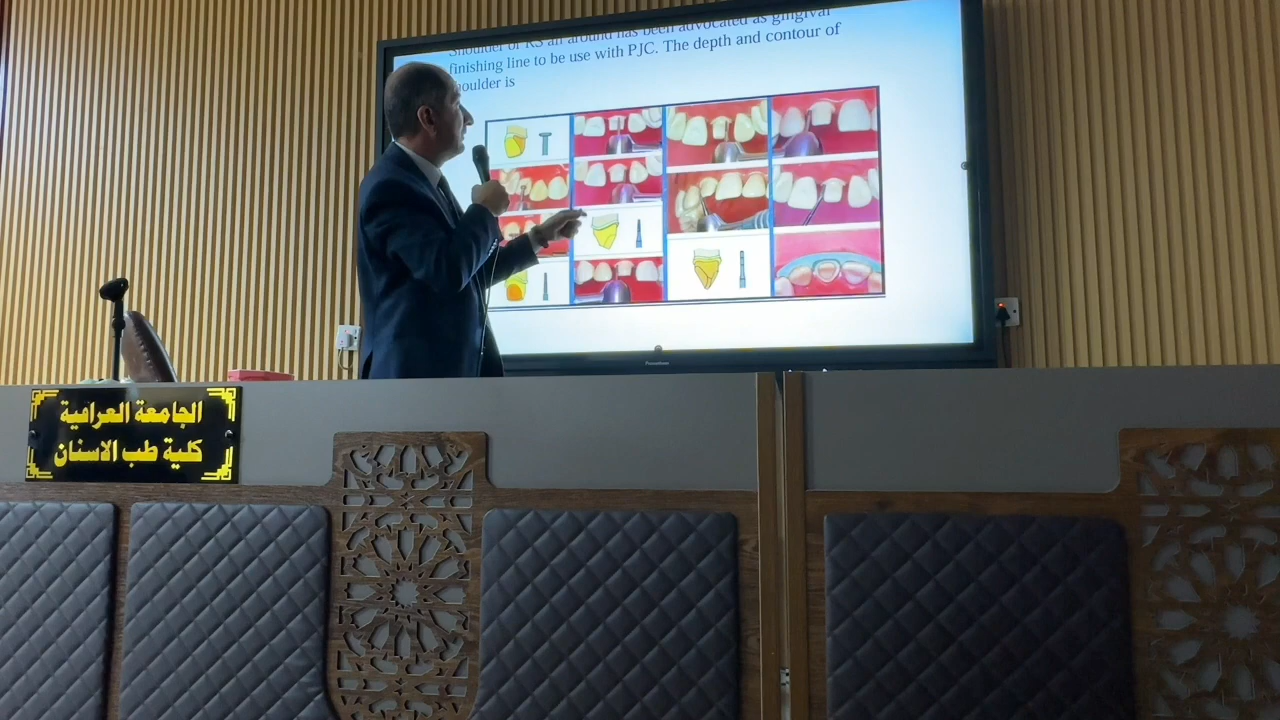 Shoulder or RS all around has been advocated as gingival
finishing line to be use with PJC. The depth and contour of
houlder is
الجامعة العراقية
كلية طب الاسنان